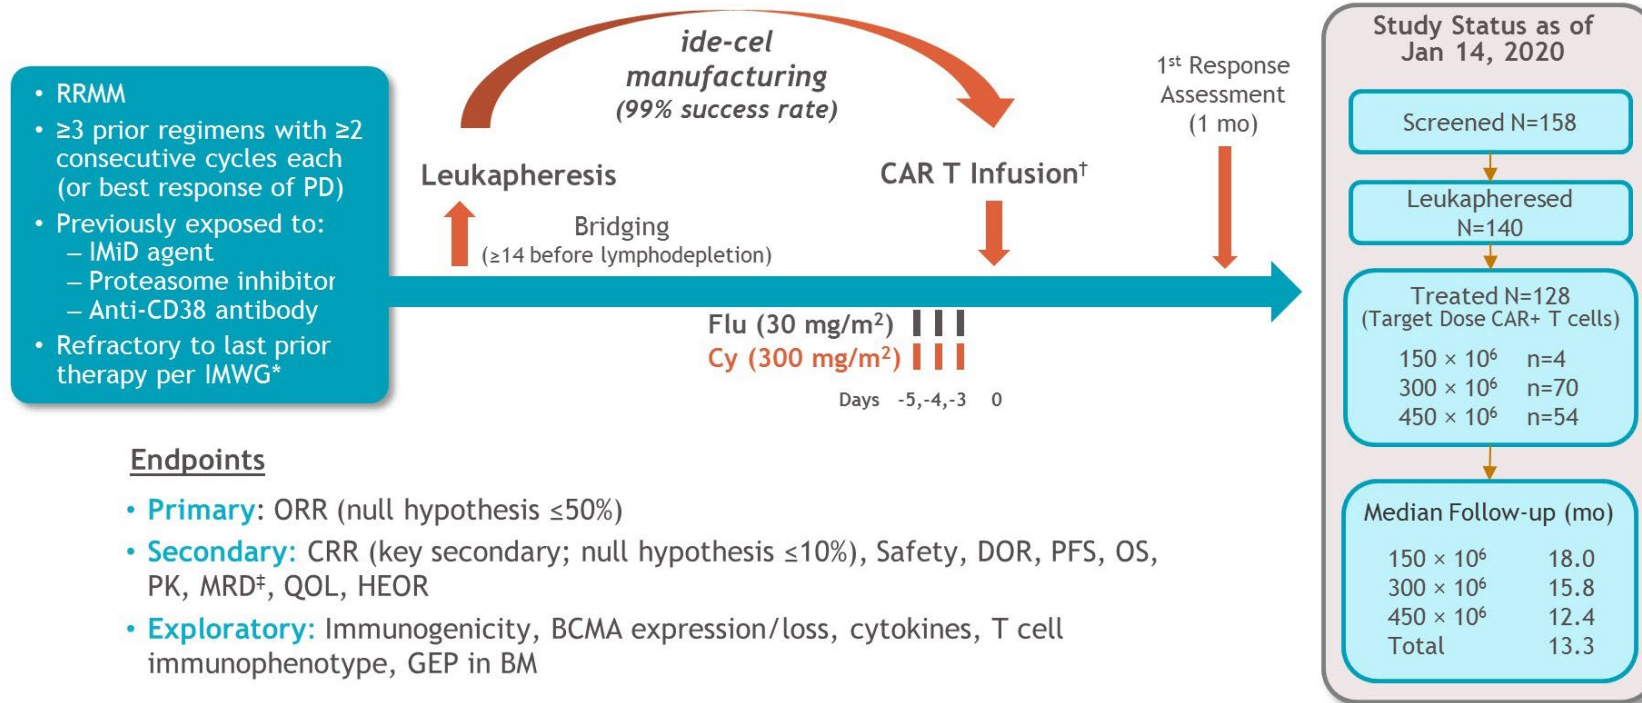 • RRMM
• ≥3 prior regimens with ≥2
consecutive cycles each
(or best response of PD)
• Previously exposed to:
– IMiD agent
– Proteasome inhibitor
– Anti-CD38 antibody
• Refractory to last prior
therapy per IMWG*
ide-cel
manufacturing
(99% success rate)
Leukapheresis
Bridging
(≥14 before lymphodepletion)
CAR T Infusion†
1st Response
Assessment
(1 mo)
Flu (30 mg/m²)
Cy (300 mg/m²)
Days -5,-4,-3 0
Endpoints
• Primary: ORR (null hypothesis ≤50%)
• Secondary: CRR (key secondary; null hypothesis ≤10%), Safety, DOR, PFS, OS,
PK, MRD‡, QOL, HEOR
• Exploratory: Immunogenicity, BCMA expression/loss, cytokines, T cell
immunophenotype, GEP in BM
Study Status as of
Jan 14, 2020
Screened N=158
Leukapheresed
N=140
Treated N=128
(Target Dose CAR+ T cells)
150 × 10⁶ n=4
300 × 10⁶ n=70
450 × 10⁶ n=54
Median Follow-up (mo)
150 × 10⁶ 18.0
300 × 10⁶ 15.8
450 × 10⁶ 12.4
Total 13.3